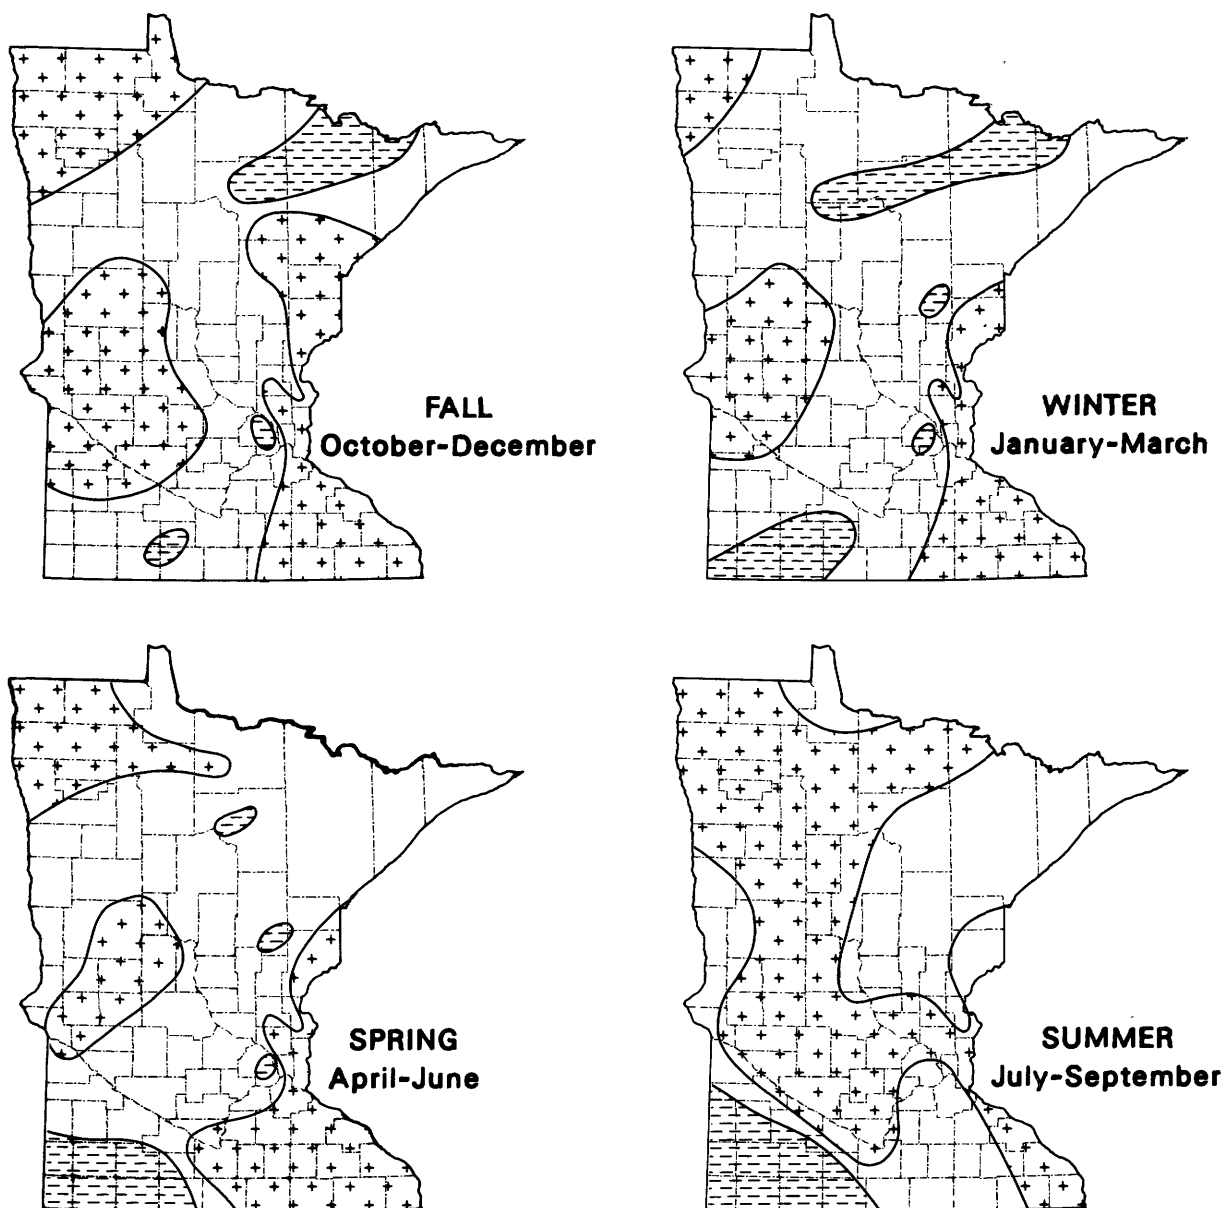 FALL
October-December
WINTER
January-March
SPRING
April-June
SUMMER
July-September